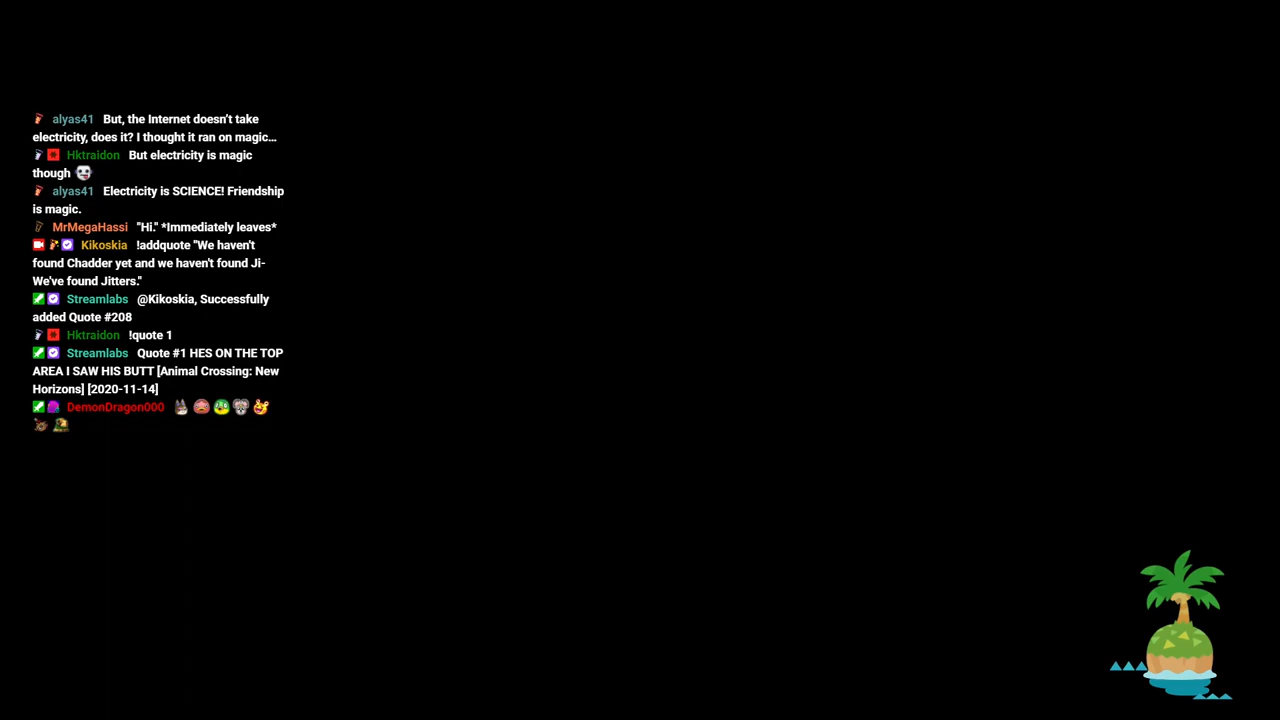 alyas41 But, the Internet doesn't take
electricity, does it? I thought it ran on magic…
Hktraidon But electricity is magic
though
alyas41 Electricity is SCIENCE! Friendship
is magic.
MrMegaHassi "Hi." *Immediately leaves*
Kikoskia !addquote "We haven't
found Chadder yet and we haven't found Ji-
We've found Jitters."
Streamlabs @Kikoskia, Successfully
added Quote #208
Hktraidon !quote 1
Streamlabs Quote #1 HES ON THE TOP
AREA I SAW HIS BUTT [Animal Crossing: New
Horizons] [2020-11-14]
DemonDragon000